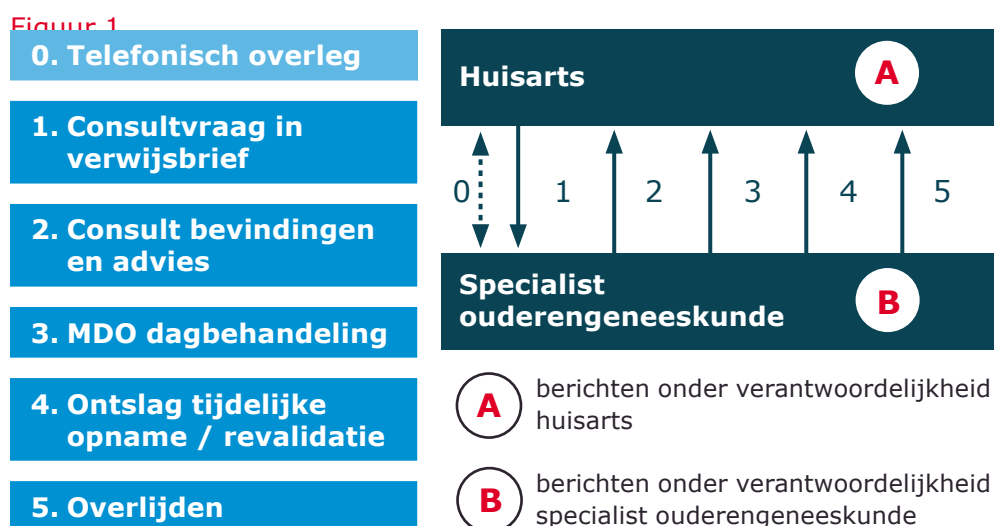 Figuur 1
0. Telefonisch overleg
1. Consultvraag in
verwijsbrief
2. Consult bevindingen
en advies
3. MDO dagbehandeling
4. Ontslag tijdelijke
opname / revalidatie
5. Overlijden
Huisarts
A
0
1
2
3
4
5
Specialist
ouderengeneeskunde
B
A
berichten onder verantwoordelijkheid
huisarts
B
berichten onder verantwoordelijkheid
specialist ouderengeneeskunde